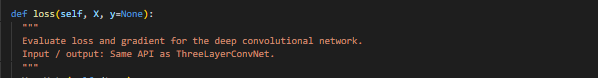 def loss(self, X, y=None):
"""
Evaluate loss and gradient for the deep convolutional network.
Input / output: Same API as ThreeLayerConvNet.
"""